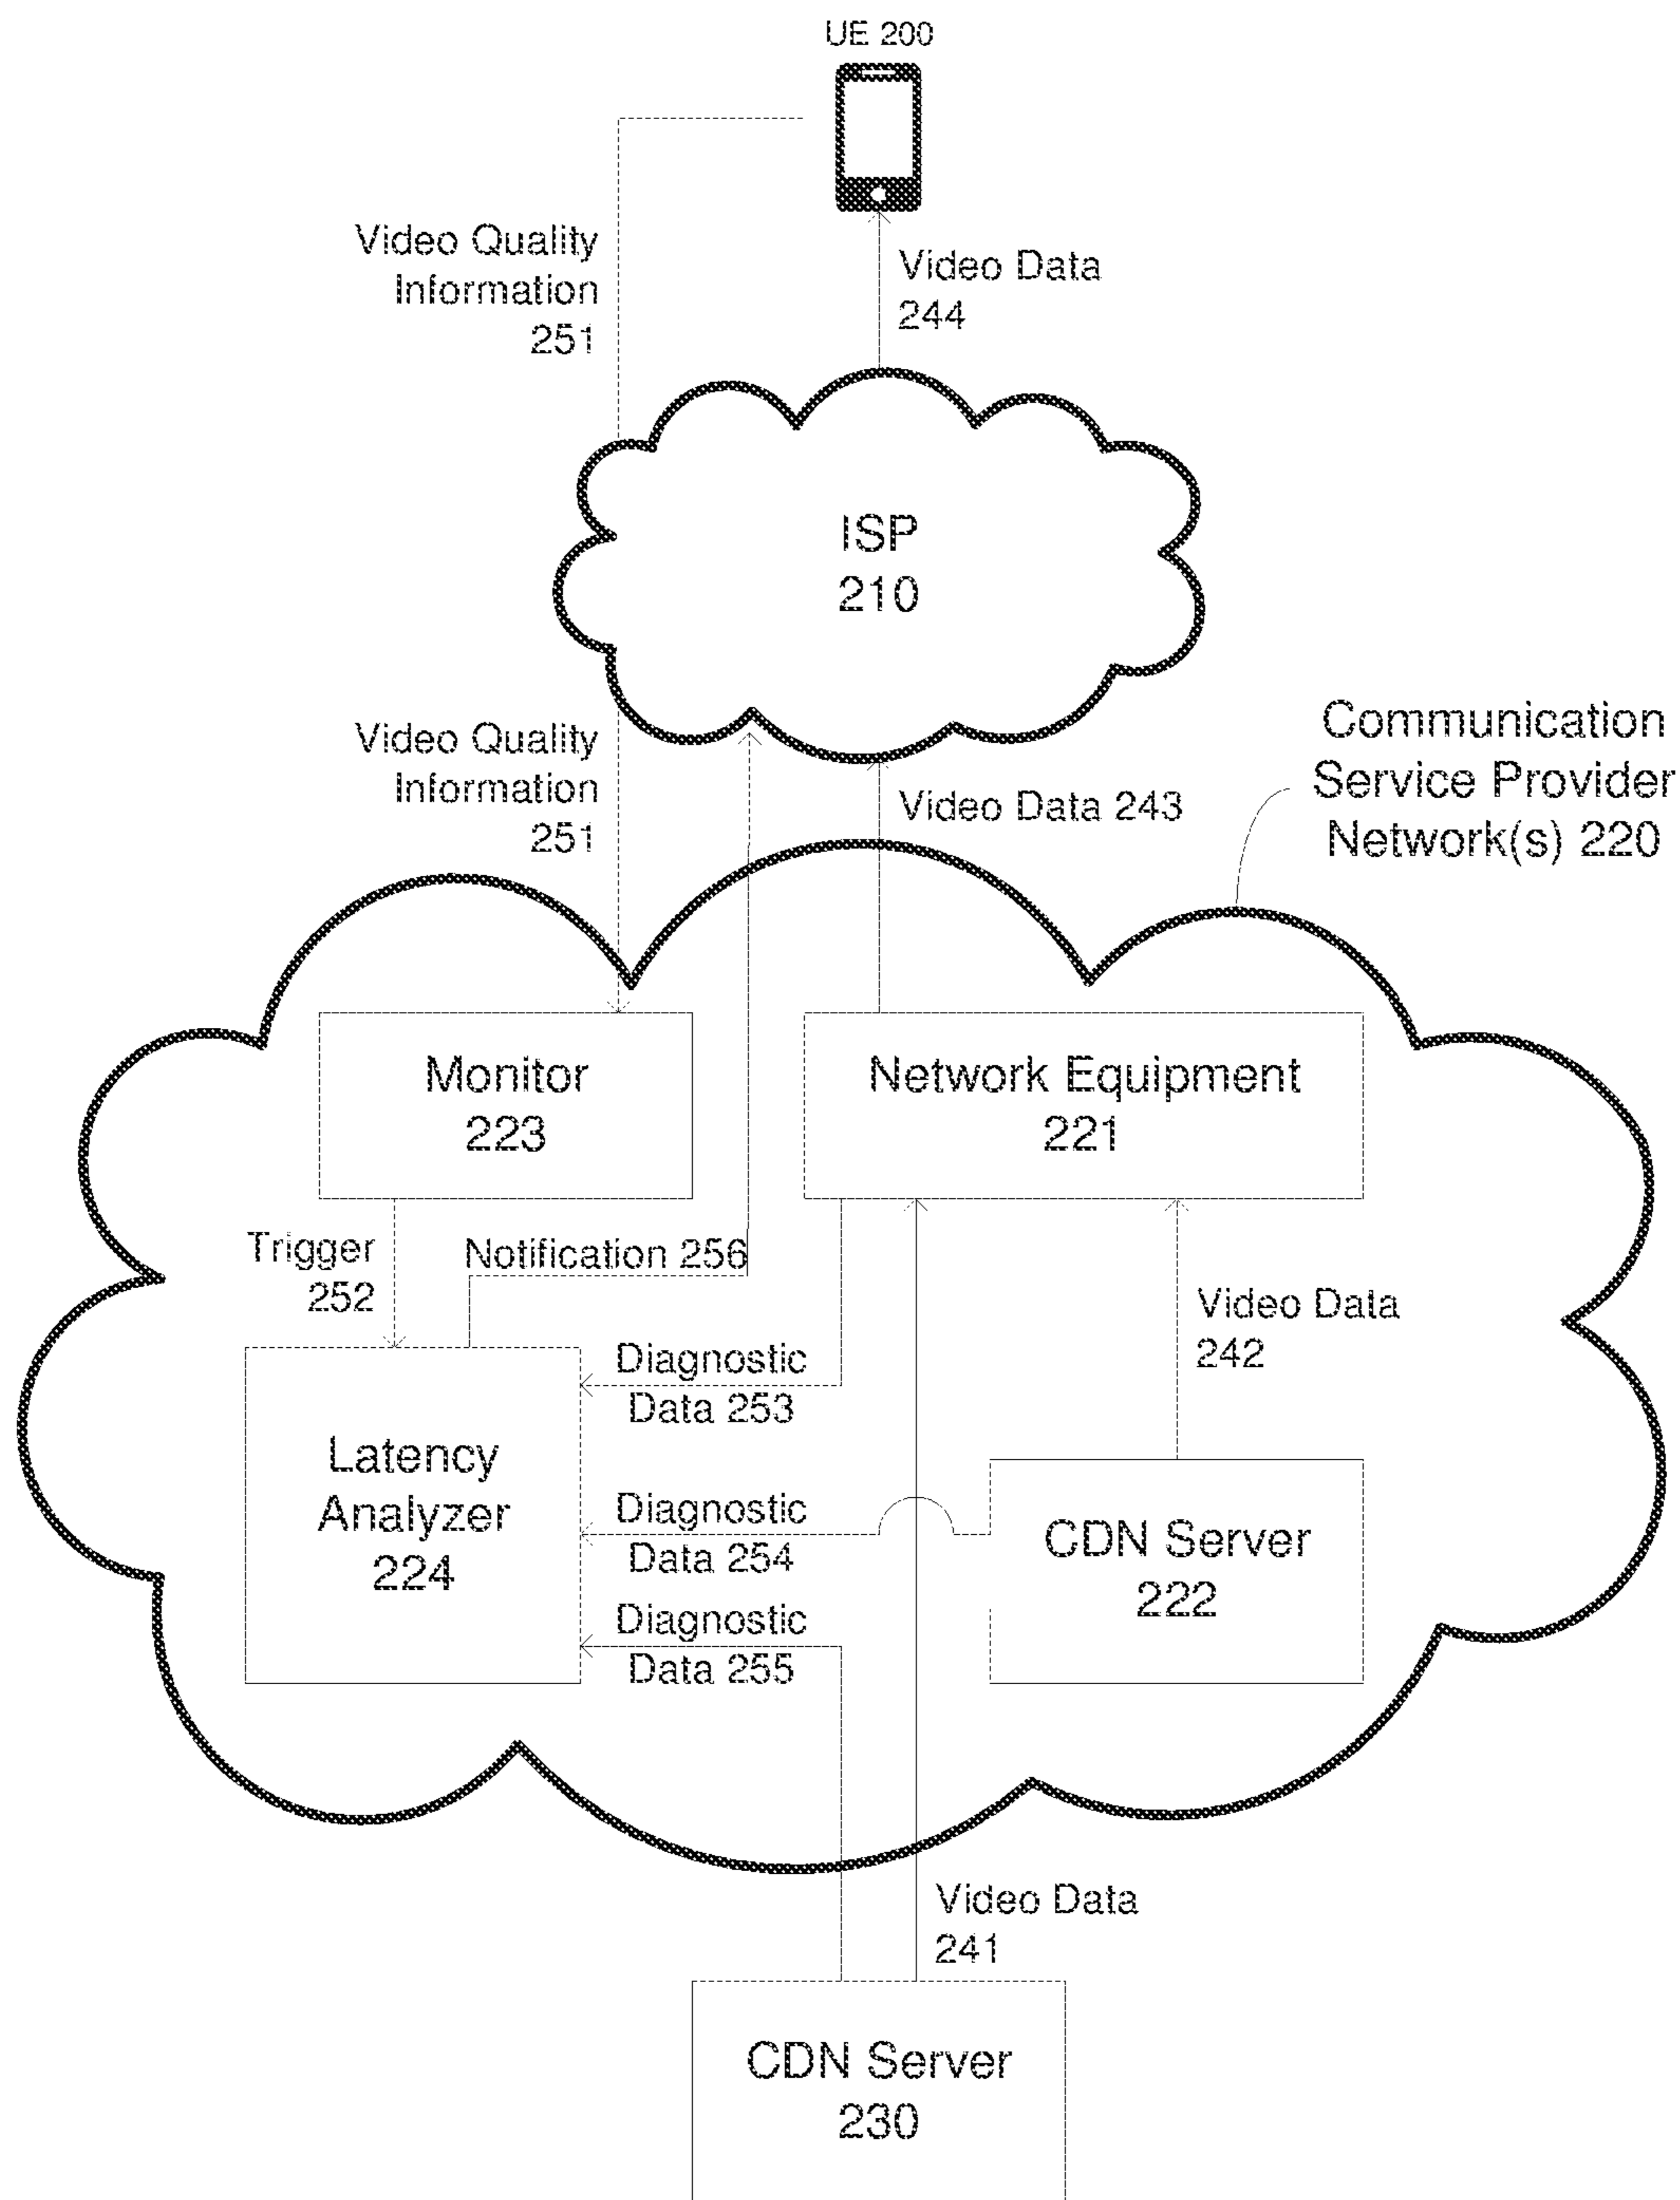 UE 200
Video Quality
Information
251
Video Data
244
ISP
210
Video Quality
Information
251
Video Data 243
Communication
Service Provider
Network(s) 220
Monitor
223
Network Equipment
221
Trigger
252
Notification 256
Video Data
242
Diagnostic
Data 253
Latency
Analyzer
224
Diagnostic
Data 254
CDN Server
222
Diagnostic
Data 255
Video Data
241
CDN Server
230